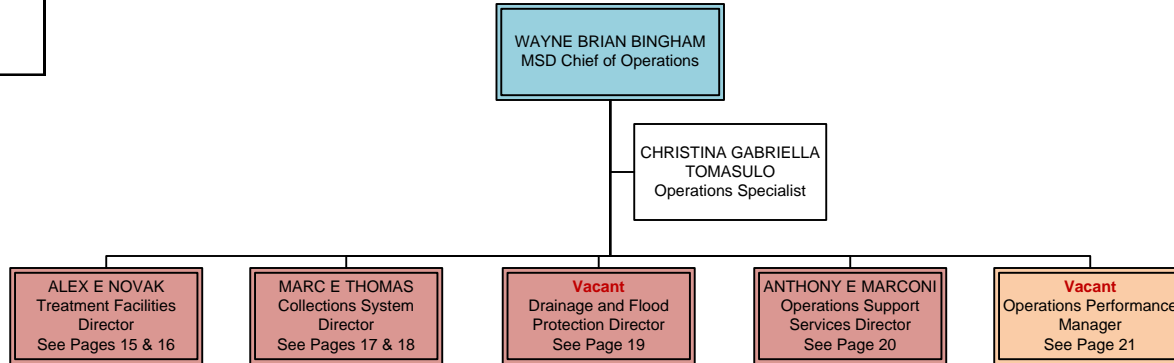 WAYNE BRIAN BINGHAM
MSD Chief of Operations
CHRISTINA GABRIELLA
TOMASULO
Operations Specialist
ALEX E NOVAK
Treatment Facilities
Director
See Pages 15 & 16
MARC E THOMAS
Collections System
Director
See Pages 17 & 18
Vacant
Drainage and Flood
Protection Director
See Page 19
ANTHONY E MARCONI
Operations Support
Services Director
See Page 20
Vacant
Operations Performance
Manager
See Page 21